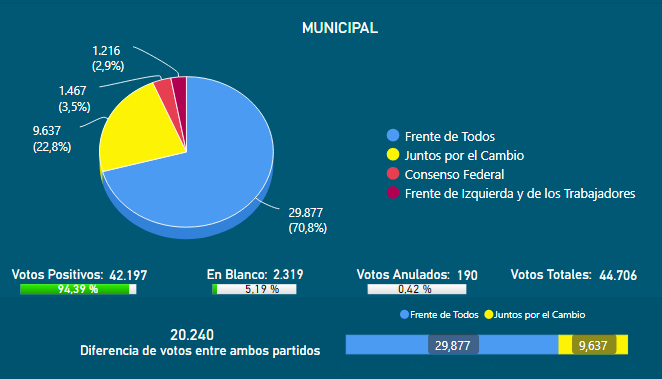 MUNICIPAL
1.216
(2,9%)
1.467
(3,5%)
9.637
(22,8%)
29.877
(70,8%)
Frente de Todos
Juntos por el Cambio
Consenso Federal
Frente de Izquierda y de los Trabajadores
Votos Positivos: 42.197
94,39 %
En Blanco: 2.319
5,19 %
Votos Anulados: 190
0,42 %
Votos Totales: 44.706
Frente de Todos Juntos por el Cambio
20.240
Diferencia de votos entre ambos partidos
29,877 9,637